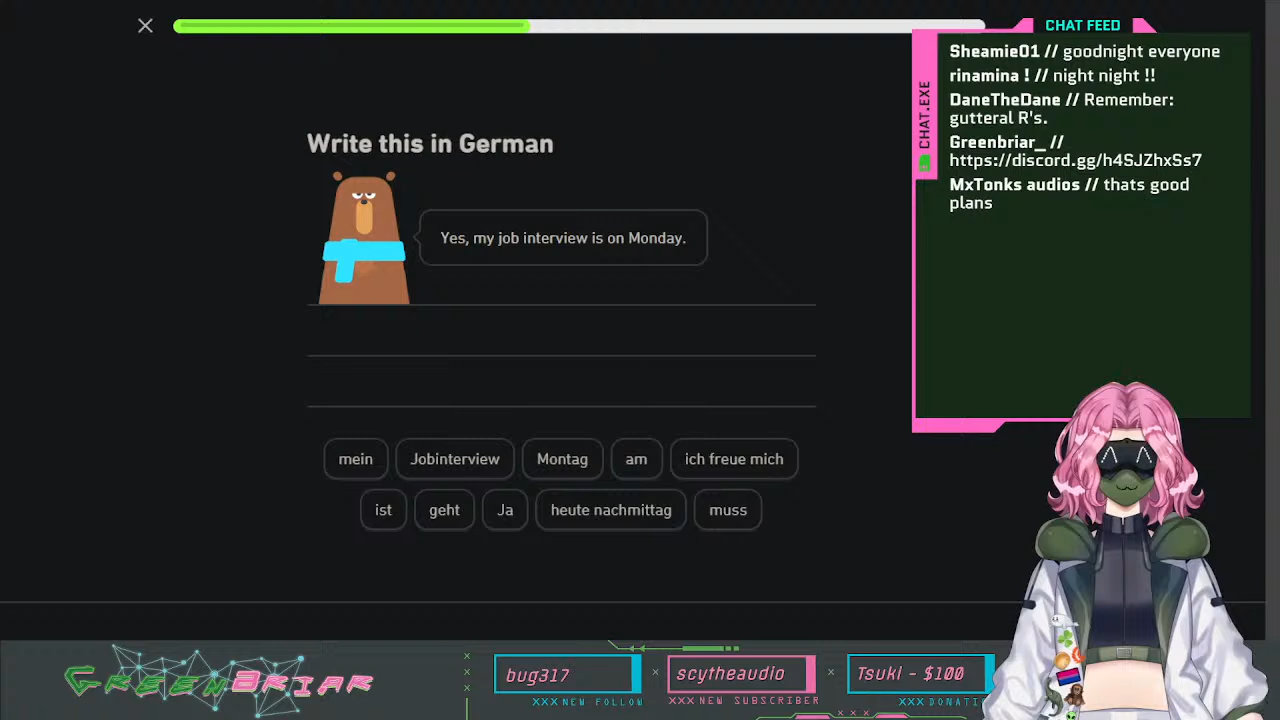 CHAT FEED
CHAT.EXE
Sheamie01 // goodnight everyone
rinamina ! // night night !!
DaneTheDane // Remember:
gutteral R's.
Greenbriar_ //
https://discord.gg/h4SJZhxSs7
MxTonks audios // thats good
plans
Write this in German
Yes, my job interview is on Monday.
mein Jobinterview Montag am ich freue mich
ist geht Ja heute nachmittag muss
GreenBriar
bug317
XXX NEW FOLLOW
scytheaudio
XXX NEW SUBSCRIBER
Tsuki - $100
XXX DONATI